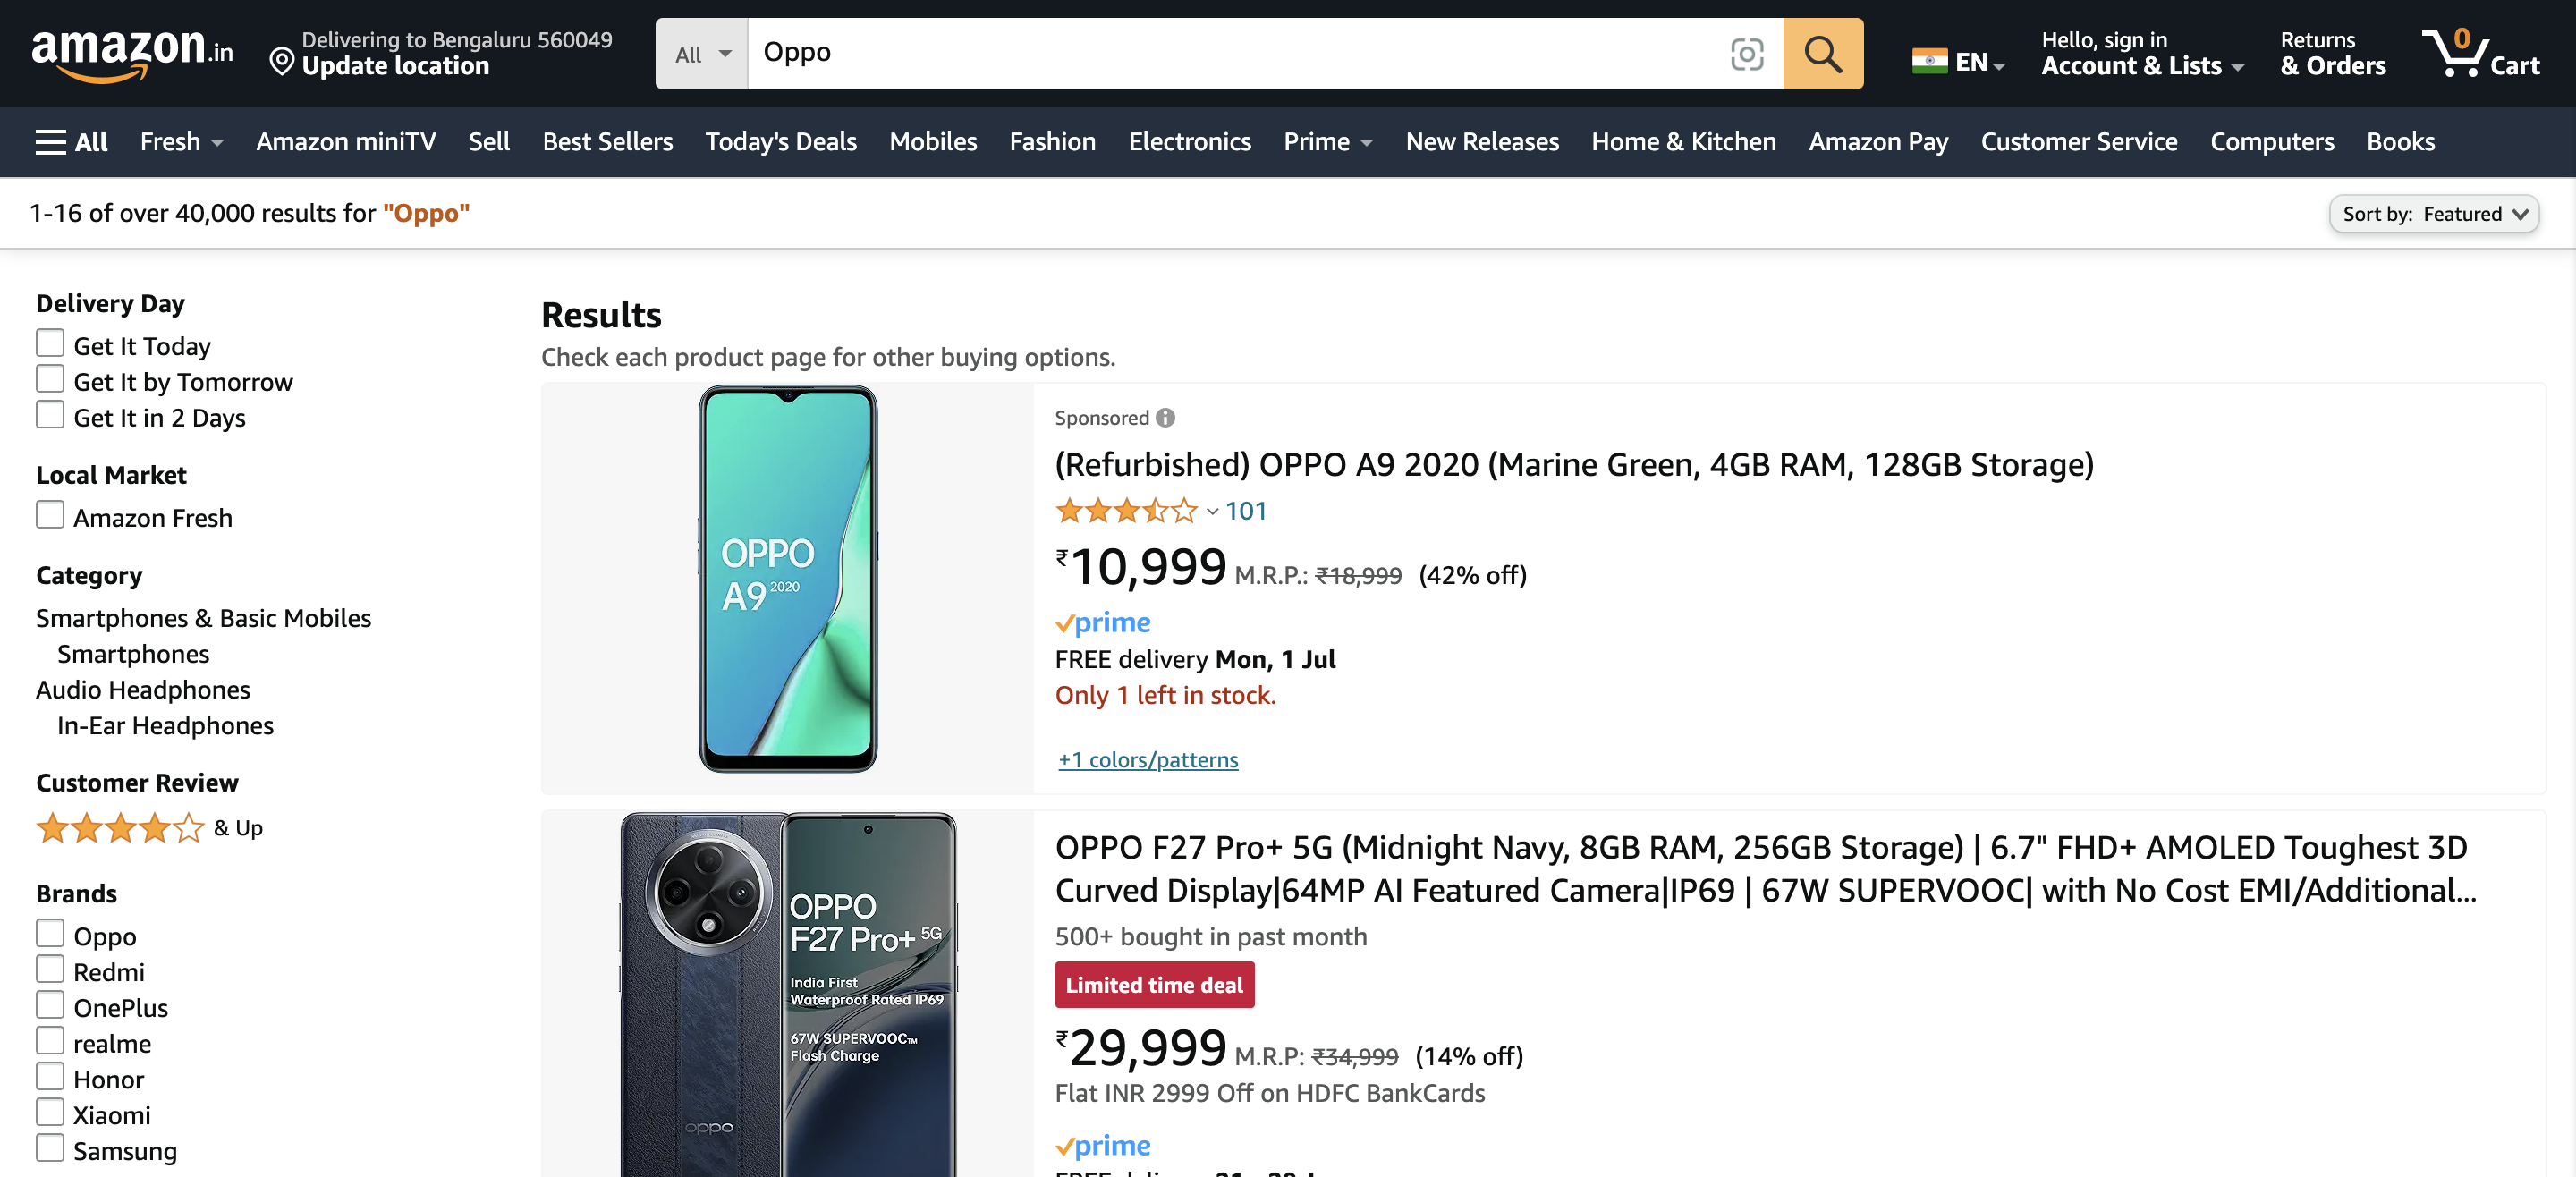 amazon.in
Delivering to Bengaluru 560049
Update location
All
Oppo
EN
Hello, sign in
Account & Lists
Returns
& Orders
0
Cart
All Fresh Amazon miniTV Sell Best Sellers Today's Deals Mobiles Fashion Electronics Prime New Releases Home & Kitchen Amazon Pay Customer Service Computers Books
1-16 of over 40,000 results for "Oppo"
Sort by: Featured
Delivery Day
Get It Today
Get It by Tomorrow
Get It in 2 Days
Local Market
Amazon Fresh
Category
Smartphones & Basic Mobiles
Smartphones
Audio Headphones
In-Ear Headphones
Customer Review
& Up
Brands
Oppo
Redmi
OnePlus
realme
Honor
Xiaomi
Samsung
Results
Check each product page for other buying options.
OPPO
A9 2020
Sponsored
(Refurbished) OPPO A9 2020 (Marine Green, 4GB RAM, 128GB Storage)
101
₹10,999 M.R.P.: ₹18,999 (42% off)
prime
FREE delivery Mon, 1 Jul
Only 1 left in stock.
+1 colors/patterns
OPPO
F27 Pro+ 5G
India First
Waterproof Rated IP69
67W SUPERVOOC™
Flash Charge
oppo
OPPO F27 Pro+ 5G (Midnight Navy, 8GB RAM, 256GB Storage) | 6.7" FHD+ AMOLED Toughest 3D
Curved Display|64MP AI Featured Camera|IP69 | 67W SUPERVOOC| with No Cost EMI/Additional...
500+ bought in past month
Limited time deal
₹29,999 M.R.P: ₹34,999 (14% off)
Flat INR 2999 Off on HDFC BankCards
prime